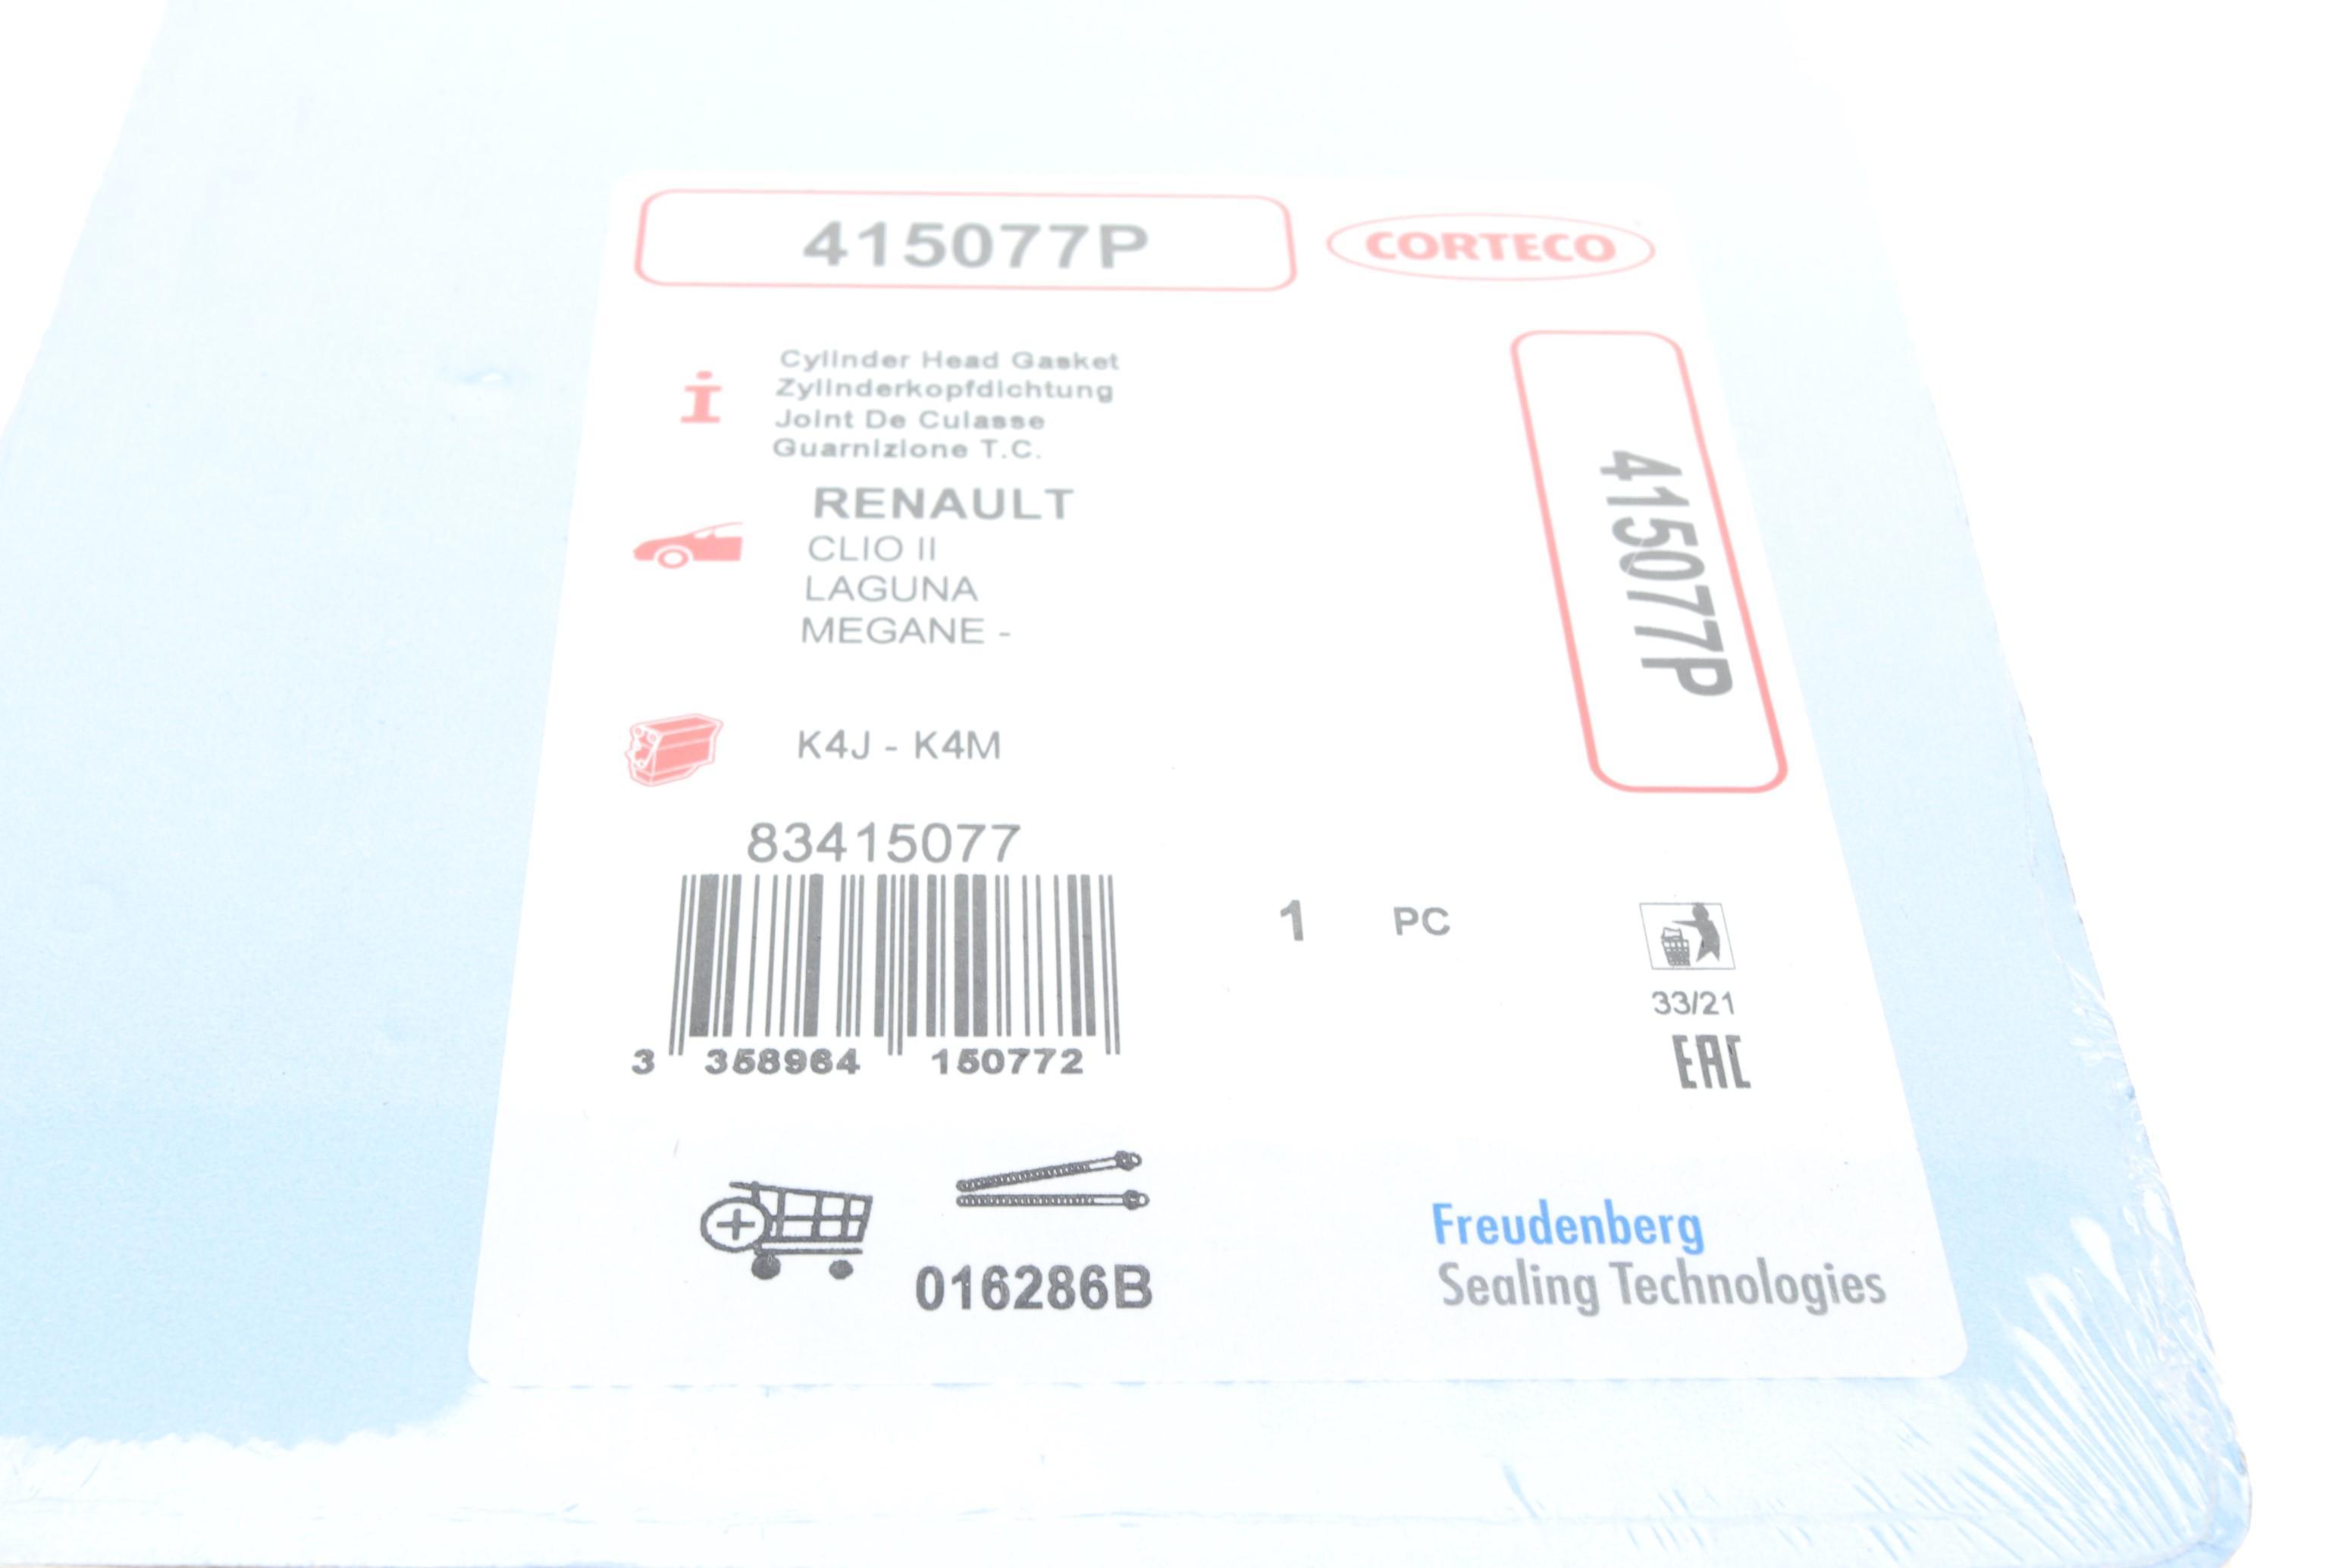 415077P
CORTECO
i
Cylinder Head Gasket
Zylinderkopfdichtung
Joint De Culasse
Guarnizione T.C.
RENAULT
CLIO II
LAGUNA
MEGANE -
415077P
K4J - K4M
83415077
3 358964 150772
1 PC
33/21
EAC
016286B
Freudenberg
Sealing Technologies